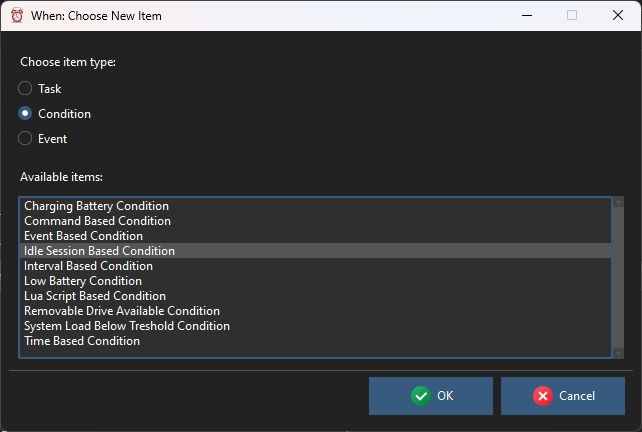 When: Choose New Item
Choose item type:
Task
Condition
Event
Available items:
Charging Battery Condition
Command Based Condition
Event Based Condition
Idle Session Based Condition
Interval Based Condition
Low Battery Condition
Lua Script Based Condition
Removable Drive Available Condition
System Load Below Treshold Condition
Time Based Condition
OK
Cancel